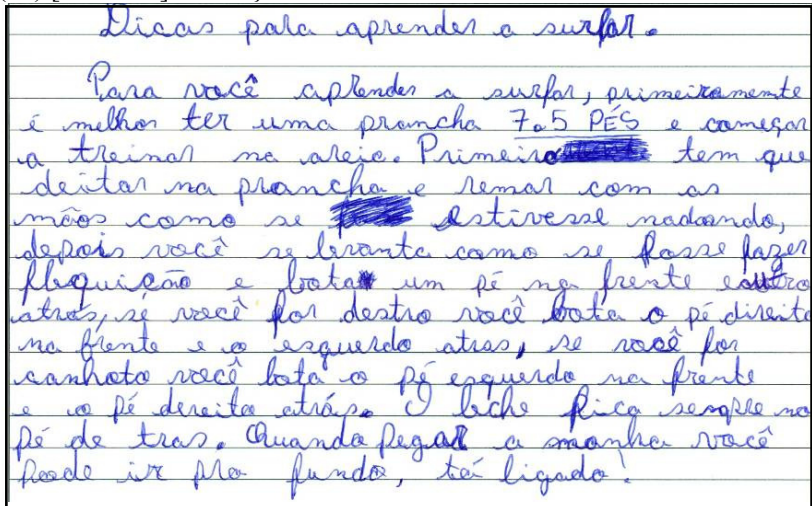 Dicas para aprender a surfar.
Para você aprender a surfar, primeiramente
é melhor ter uma prancha 7.5 PÉS e começar
a treinar na areia. Primeiro tem que
deitar na prancha e remar com as
mãos como se estivesse nadando,
depois você se levanta como se fosse fazer
flequição e bota um pé na frente e outro
atrás, se você for destro você bota o pé direito
na frente e o esquerdo atras, se você for
canhoto você bota o pé esquerdo na frente
e o pé dereito atrás. O leche fica sempre no
pé de tras. Quando pegar a manha você
pode ir pro fundo, tá ligado!